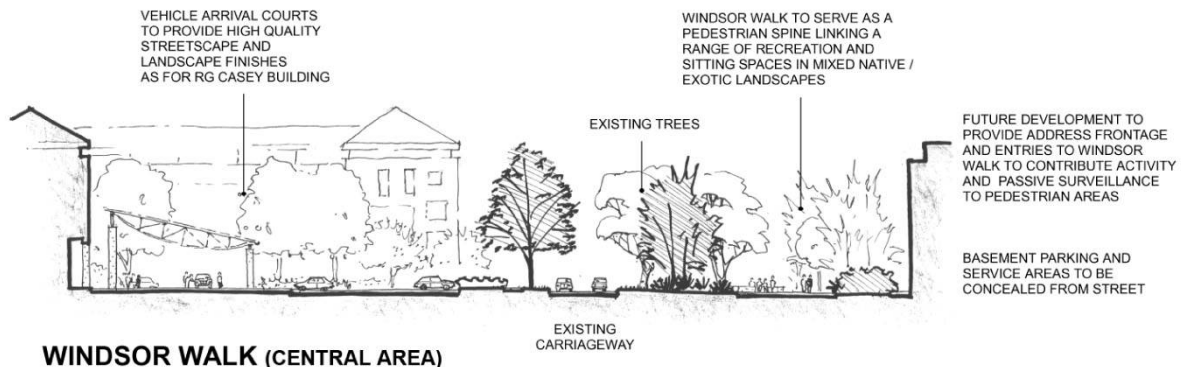 VEHICLE ARRIVAL COURTS
TO PROVIDE HIGH QUALITY
STREETSCAPE AND
LANDSCAPE FINISHES
AS FOR RG CASEY BUILDING
WINDSOR WALK TO SERVE AS A
PEDESTRIAN SPINE LINKING A
RANGE OF RECREATION AND
SITTING SPACES IN MIXED NATIVE /
EXOTIC LANDSCAPES
EXISTING TREES
FUTURE DEVELOPMENT TO
PROVIDE ADDRESS FRONTAGE
AND ENTRIES TO WINDSOR
WALK TO CONTRIBUTE ACTIVITY
AND PASSIVE SURVEILLANCE
TO PEDESTRIAN AREAS
BASEMENT PARKING AND
SERVICE AREAS TO BE
CONCEALED FROM STREET
EXISTING
CARRIAGEWAY
WINDSOR WALK (CENTRAL AREA)